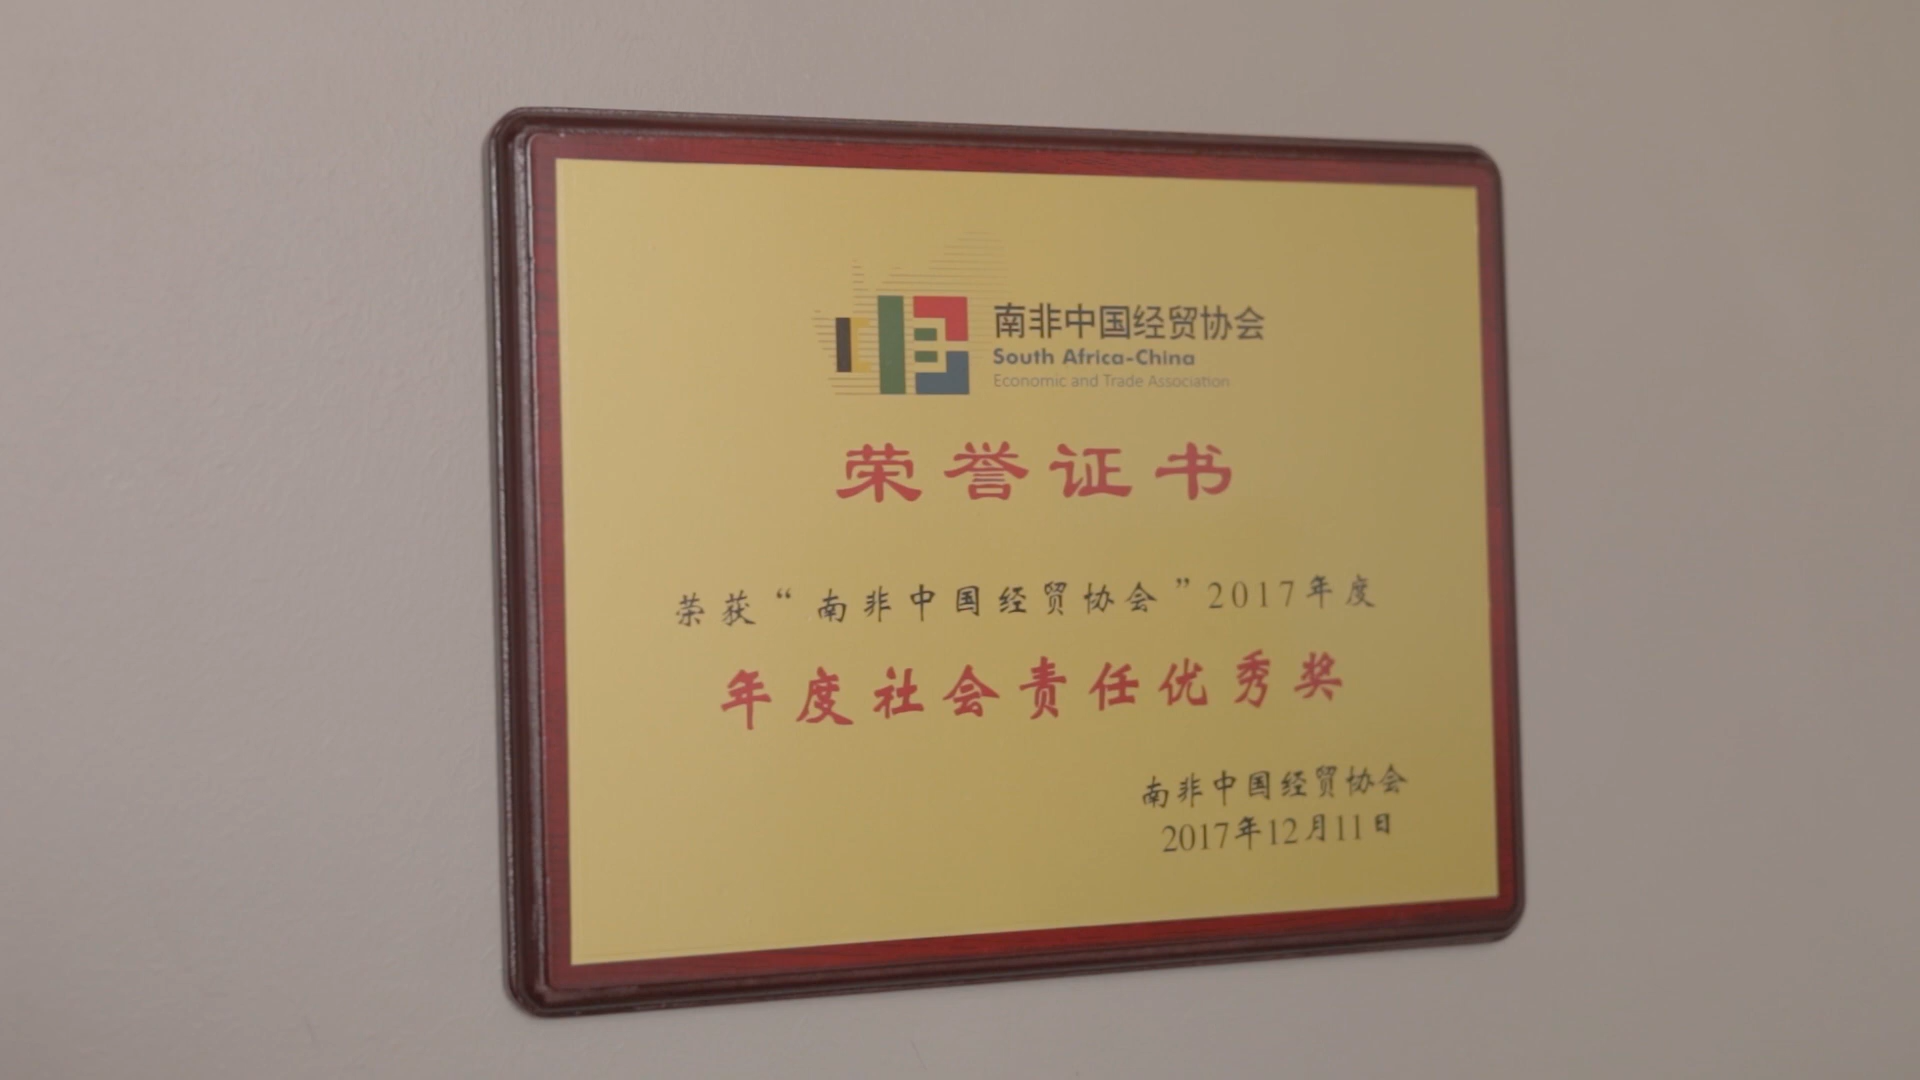 南非中国经贸协会
South Africa-China
Economic and Trade Association
荣誉证书
荣获“南非中国经贸协会”2017年度
年度社会责任优秀奖
南非中国经贸协会
2017年12月11日